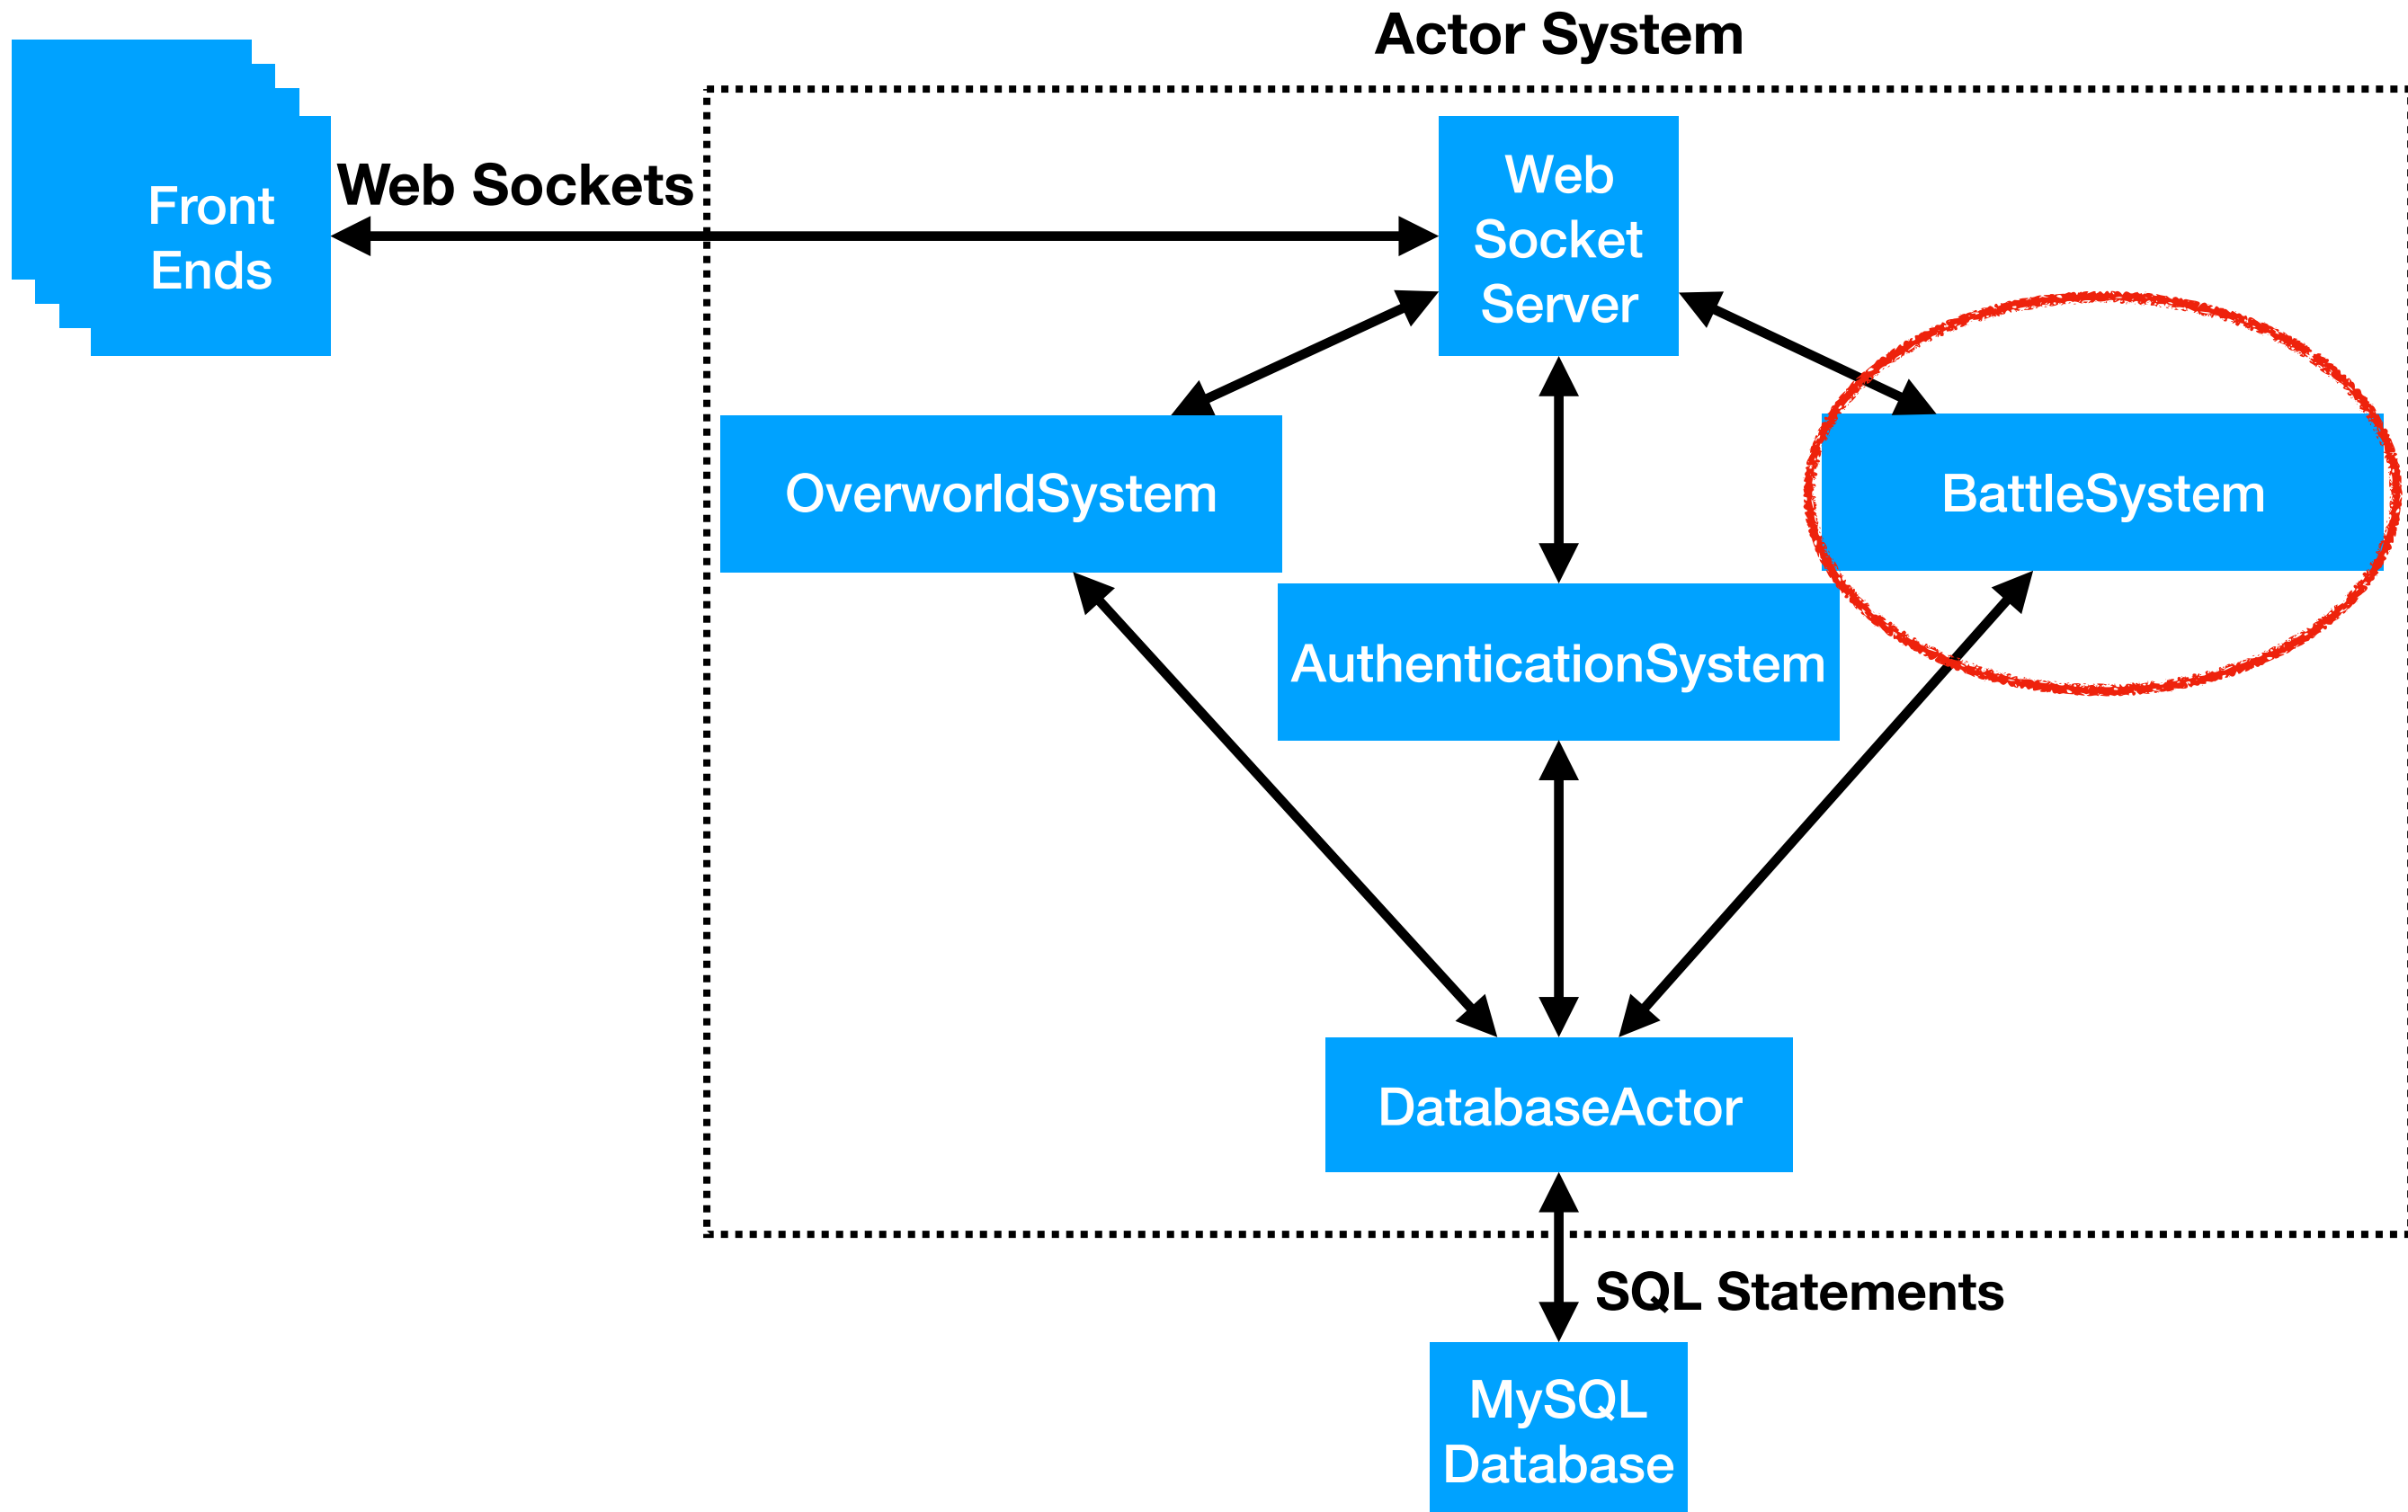 Actor System
Web Sockets
Front
Ends
Web
Socket
Server
OverworldSystem
BattleSystem
AuthenticationSystem
DatabaseActor
SQL Statements
MySQL
Database